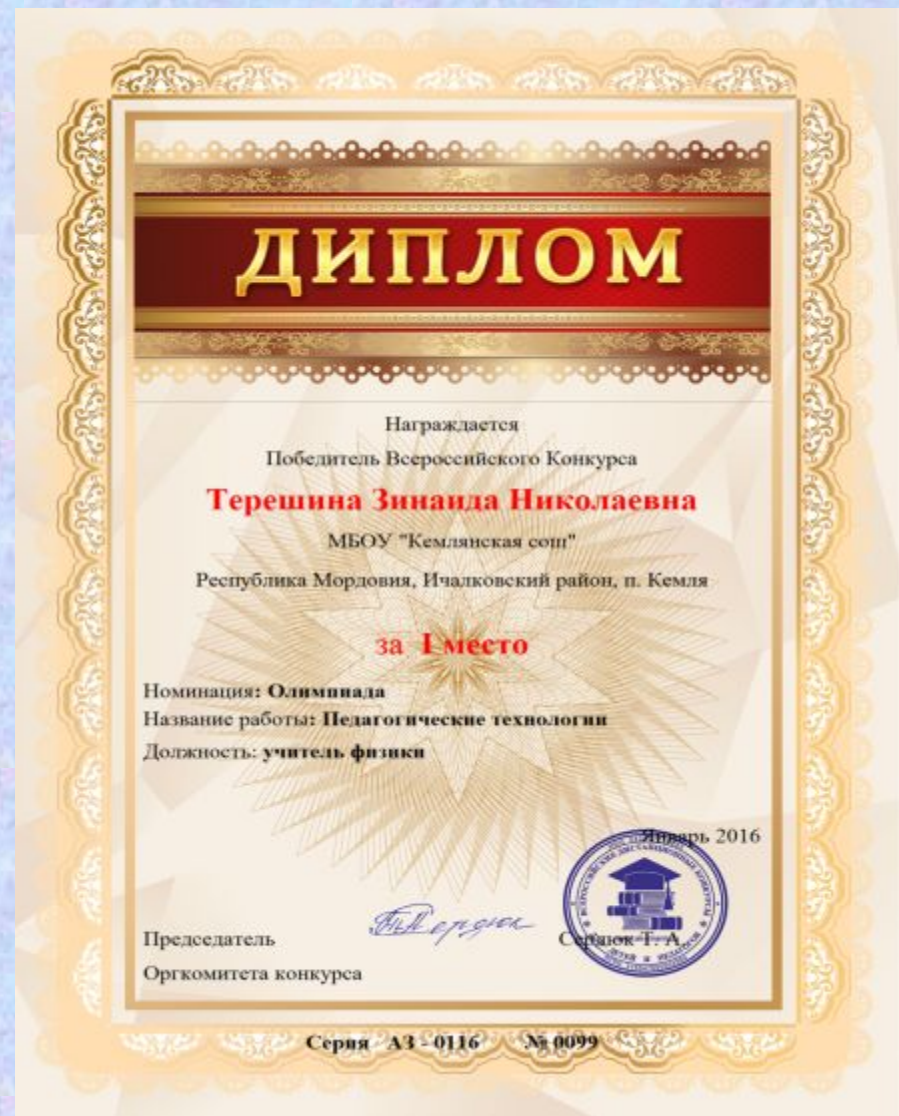 ДИПЛОМ
Награждается
Победитель Всероссийского Конкурса
Терешина Зинаида Николаевна
МБОУ "Кемлянская сош"
Республика Мордовия, Ичалковский район, п. Кемля
за I место
Номинация: Олимпиада
Название работы: Педагогические технологии
Должность: учитель физики
Январь 2016
Председатель Сердюк Т. А.
Оргкомитета конкурса
Серия АЗ - 0116 № 0099